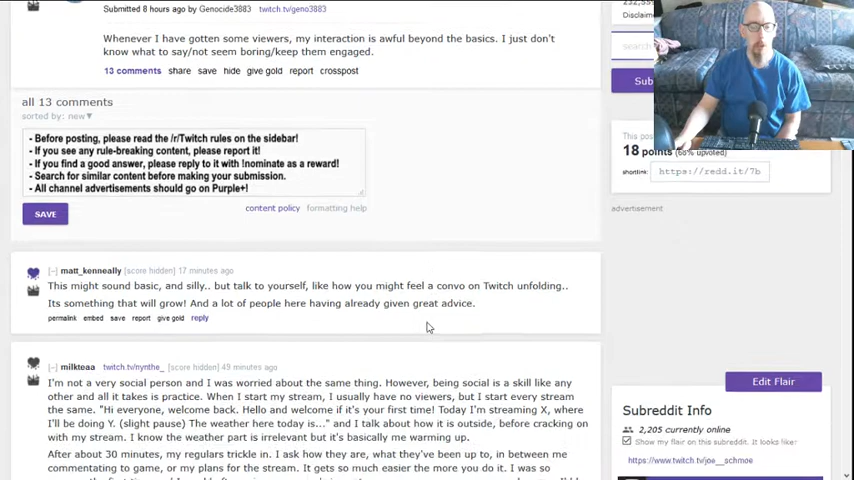 Submitted 8 hours ago by Genocide3883 twitch.tv/geno3883
Whenever I have gotten some viewers, my interaction is awful beyond the basics. I just don't
know what to say/not seem boring/keep them engaged.
13 comments share save hide give gold report crosspost
all 13 comments
sorted by: new▼
- Before posting, please read the /r/Twitch rules on the sidebar!
- If you see any rule-breaking content, please report it!
- If you find a good answer, please reply to it with !nominate as a reward!
- Search for similar content before making your submission.
- All channel advertisements should go on Purple+!
content policy formatting help
SAVE
[-] matt_kenneally [score hidden] 17 minutes ago
This might sound basic, and silly.. but talk to yourself, like how you might feel a convo on Twitch unfolding..
Its something that will grow! And a lot of people here having already given great advice.
permalink embed save report give gold reply
[-] milkteaa twitch.tv/nynthe_ [score hidden] 49 minutes ago
I'm not a very social person and I was worried about the same thing. However, being social is a skill like any
other and all it takes is practice. When I start my stream, I usually have no viewers, but I start every stream
the same. "Hi everyone, welcome back. Hello and welcome if it's your first time! Today I'm streaming X, where
I'll be doing Y. (slight pause) The weather here today is..." and I talk about how it is outside, before cracking on
with my stream. I know the weather part is irrelevant but it's basically me warming up.
After about 30 minutes, my regulars trickle in. I ask how they are, what they've been up to, in between me
commentating to game, or my plans for the stream. It gets so much easier the more you do it. I was so
232,55
Disclaime
search
Sub
This po
18 points (68% upvoted)
shortlink: https://redd.it/7b
advertisement
Edit Flair
Subreddit Info
2,205 currently online
Show my flair on this subreddit. It looks like:
https://www.twitch.tv/joe__schmoe